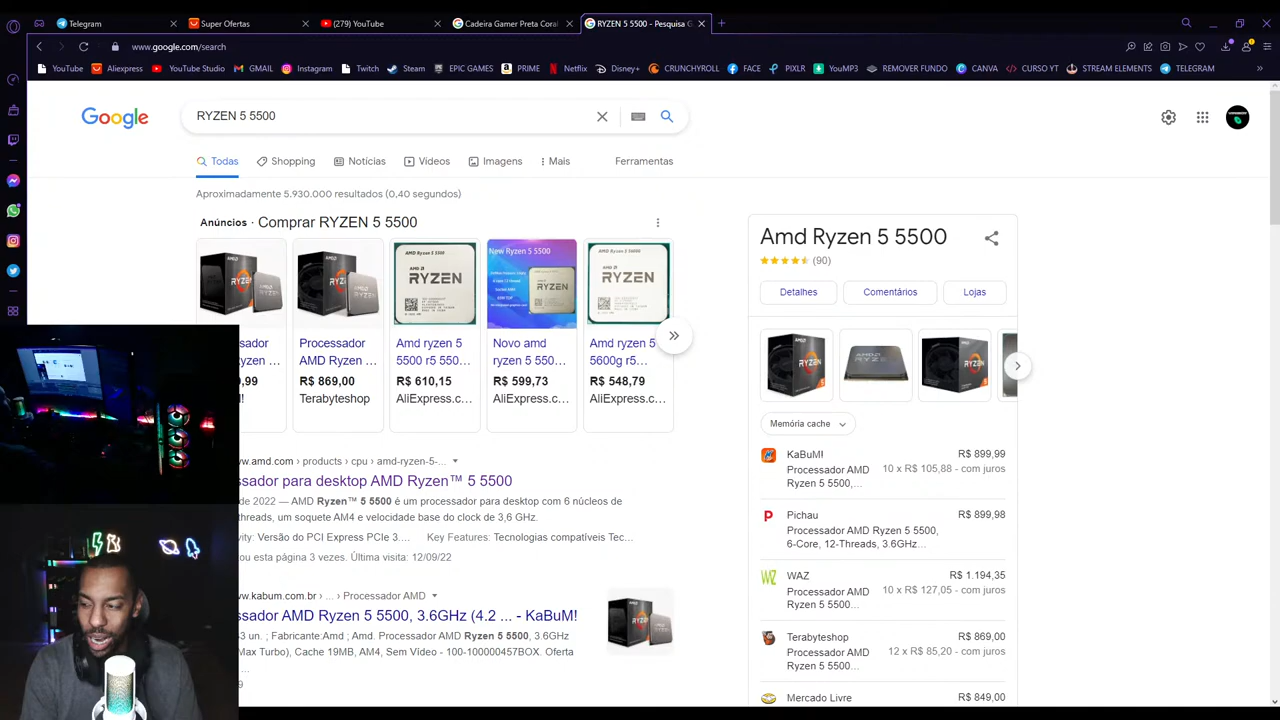 Telegram
Super Ofertas
(279) YouTube
Cadeira Gamer Preta Coral
RYZEN 5 5500 - Pesquisa G
www.google.com/search
YouTube
Aliexpress
YouTube Studio
GMAIL
Instagram
Twitch
Steam
EPIC GAMES
PRIME
Netflix
Disney+
CRUNCHYROLL
FACE
PIXLR
YouMP3
REMOVER FUNDO
CANVA
CURSO YT
STREAM ELEMENTS
TELEGRAM
Google
RYZEN 5 5500
Todas
Shopping
Notícias
Vídeos
Imagens
Mais
Ferramentas
Aproximadamente 5.930.000 resultados (0,40 segundos)
Anúncios · Comprar RYZEN 5 5500
Processador
AMD Ryzen ...
R$ 869,00
Terabyteshop
Amd ryzen 5
5500 r5 550...
R$ 610,15
AliExpress.c...
New Ryzen 5 5500
Novo amd
ryzen 5 550...
R$ 599,73
AliExpress.c...
Amd ryzen 5
5600g r5...
R$ 548,79
AliExpress.c...
ww.amd.com › products › cpu › amd-ryzen-5-...
ssador para desktop AMD Ryzen™ 5 5500
de 2022 — AMD Ryzen™ 5 5500 é um processador para desktop com 6 núcleos de
threads, um soquete AM4 e velocidade base do clock de 3,6 GHz.
vity: Versão do PCI Express PCIe 3.... Key Features: Tecnologias compatíveis Tec...
ou esta página 3 vezes. Última visita: 12/09/22
ww.kabum.com.br › ... › Processador AMD
ssador AMD Ryzen 5 5500, 3.6GHz (4.2 ... - KaBuM!
53 un. ; Fabricante:Amd ; Amd. Processador AMD Ryzen 5 5500, 3.6GHz
Max Turbo), Cache 19MB, AM4, Sem Vídeo - 100-100000457BOX. Oferta
Amd Ryzen 5 5500
(90)
Detalhes
Comentários
Lojas
Memória cache
KaBuM!
R$ 899,99
Processador AMD
Ryzen 5 5500,...
10 x R$ 105,88 - com juros
Pichau
R$ 899,98
Processador AMD Ryzen 5 5500,
6-Core, 12-Threads, 3.6GHz...
WAZ
R$ 1.194,35
Processador AMD
Ryzen 5 5500...
10 x R$ 127,05 - com juros
Terabyteshop
R$ 869,00
Processador AMD
Ryzen 5 5500...
12 x R$ 85,20 - com juros
Mercado Livre
R$ 849,00